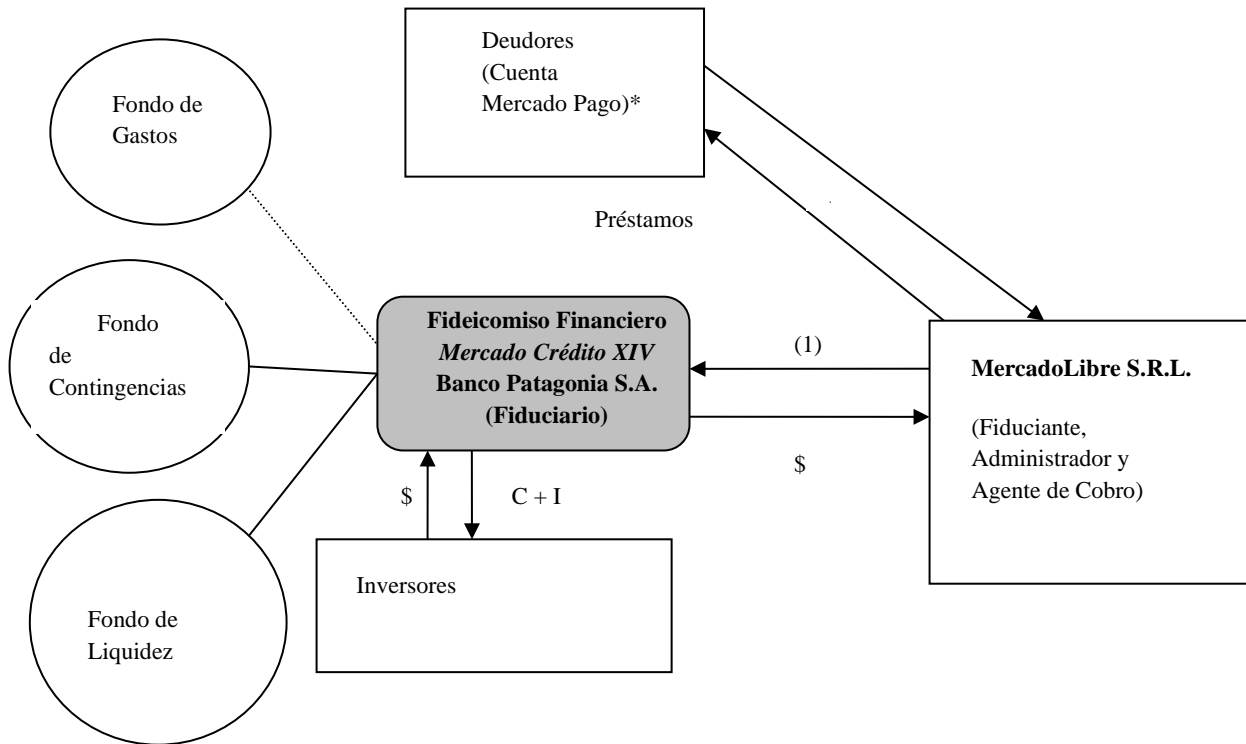 Deudores
(Cuenta
Mercado Pago)*
Fondo de
Gastos
Préstamos
Fondo
de
Contingencias
Fideicomiso Financiero
Mercado Crédito XIV
Banco Patagonia S.A.
(Fiduciario)
(1)
$
MercadoLibre S.R.L.
(Fiduciante,
Administrador y
Agente de Cobro)
$
C + I
Inversores
Fondo de
Liquidez